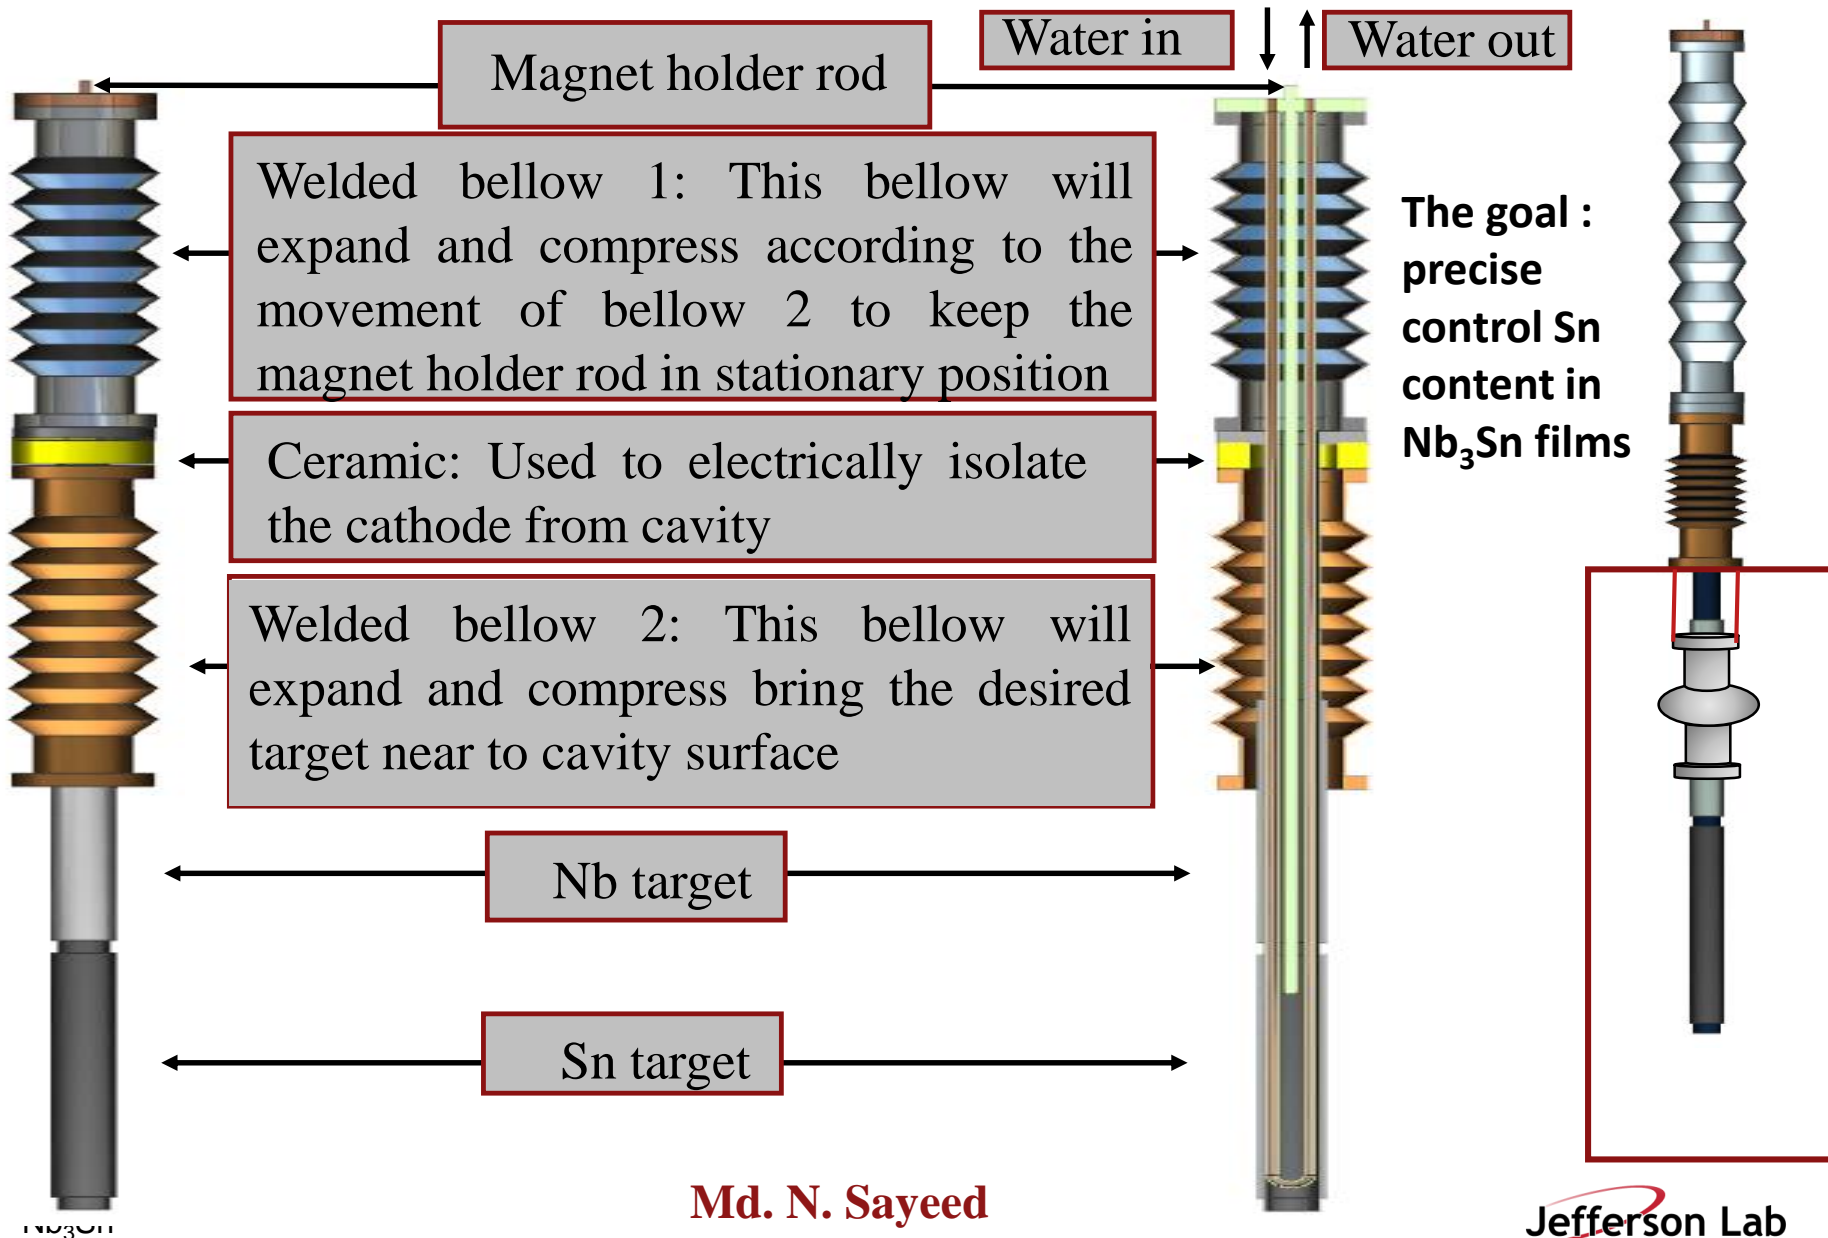 Water in
Water out
Magnet holder rod
Welded bellow 1: This bellow will
expand and compress according to the
movement of bellow 2 to keep the
magnet holder rod in stationary position
The goal :
precise
control Sn
content in
Nb₃Sn films
Ceramic: Used to electrically isolate
the cathode from cavity
Welded bellow 2: This bellow will
expand and compress bring the desired
target near to cavity surface
Nb target
Sn target
Md. N. Sayeed
Nb₃Sn
Jefferson Lab